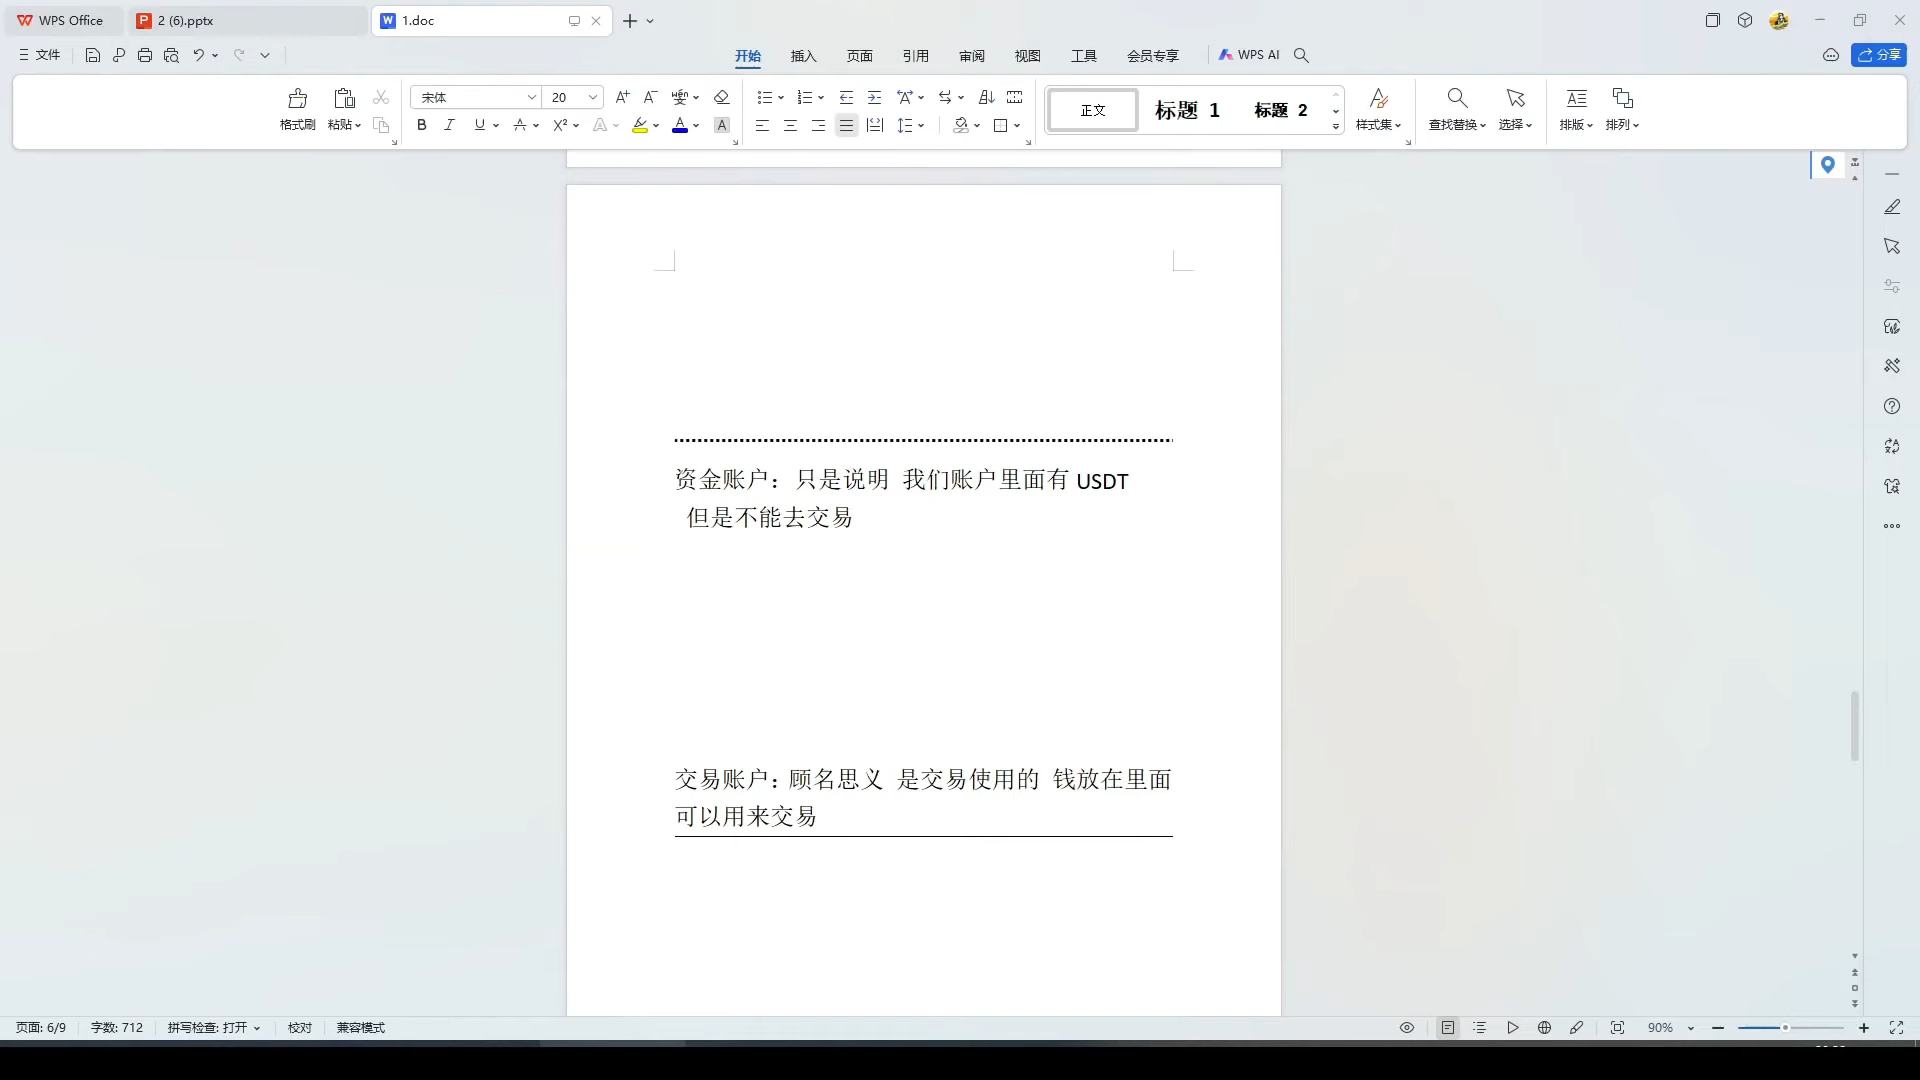 WPS Office
2 (6).pptx
1.doc
文件
开始 插入 页面 引用 审阅 视图 工具 会员专享 WPS AI
分享
宋体 20
正文 标题 1 标题 2
格式刷 粘贴 样式集 查找替换 选择 排版 排列
资金账户：只是说明 我们账户里面有 USDT
但是不能去交易
交易账户：顾名思义 是交易使用的 钱放在里面
可以用来交易
页面: 6/9 字数: 712 拼写检查: 打开 校对 兼容模式 90%